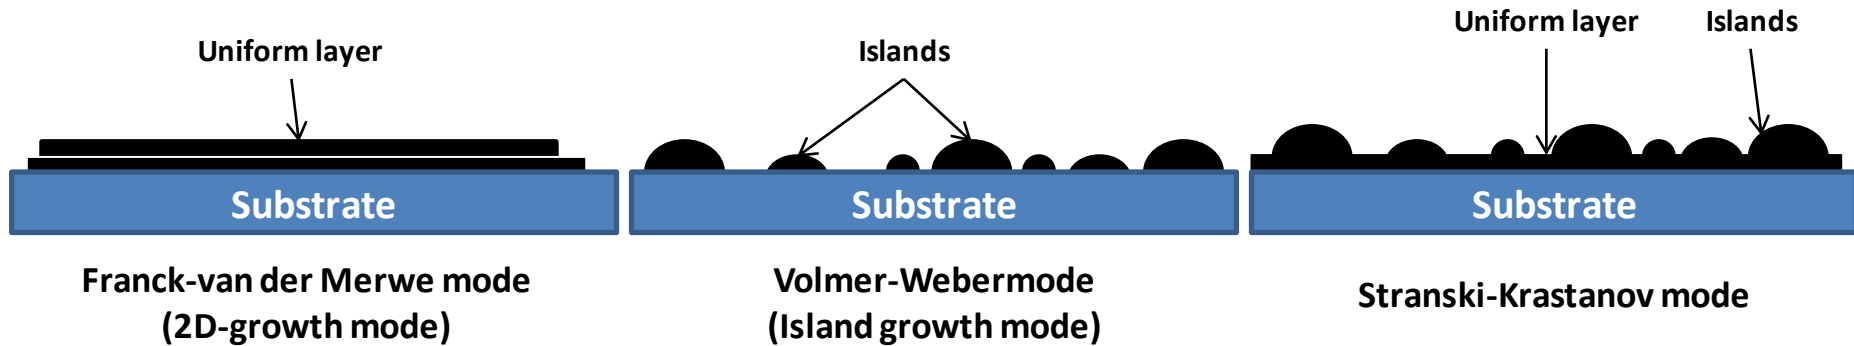 Uniform layer
Substrate
Franck-van der Merwe mode
(2D-growth mode)
Islands
Substrate
Volmer-Webermode
(Island growth mode)
Uniform layer
Islands
Substrate
Stranski-Krastanov mode